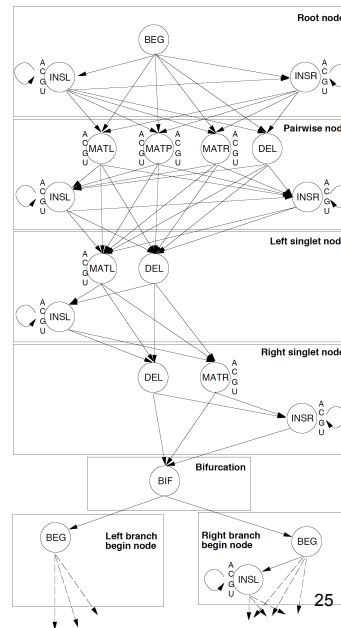 Root node
BEG
A C G U
INSL
INSR
A C G U
Pairwise node
A C G U
MATL
A C G U
MATP
A C G U
MATR
A C G U
DEL
A C G U
INSL
INSR
A C G U
Left singlet node
A C G U
MATL
DEL
A C G U
INSL
Right singlet node
DEL
MATR
A C G U
INSR
A C G U
Bifurcation
BIF
BEG
Left branch
begin node
Right branch
begin node
BEG
A C G U
INSL
25